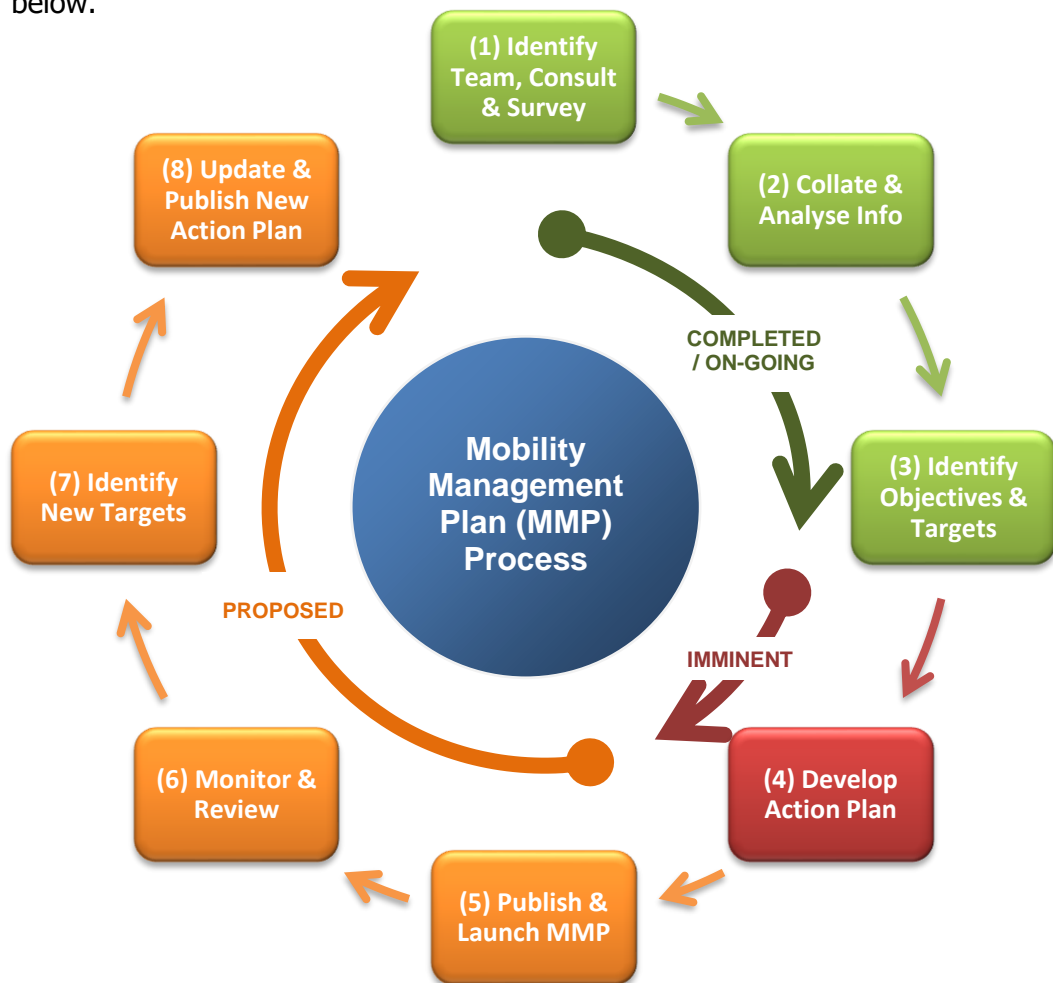 below.
(1) Identify
Team, Consult
& Survey
(2) Collate &
Analyse Info
(3) Identify
Objectives &
Targets
(4) Develop
Action Plan
(5) Publish &
Launch MMP
(6) Monitor &
Review
(7) Identify
New Targets
(8) Update &
Publish New
Action Plan
COMPLETED
/ ON-GOING
IMMINENT
PROPOSED
Mobility
Management
Plan (MMP)
Process